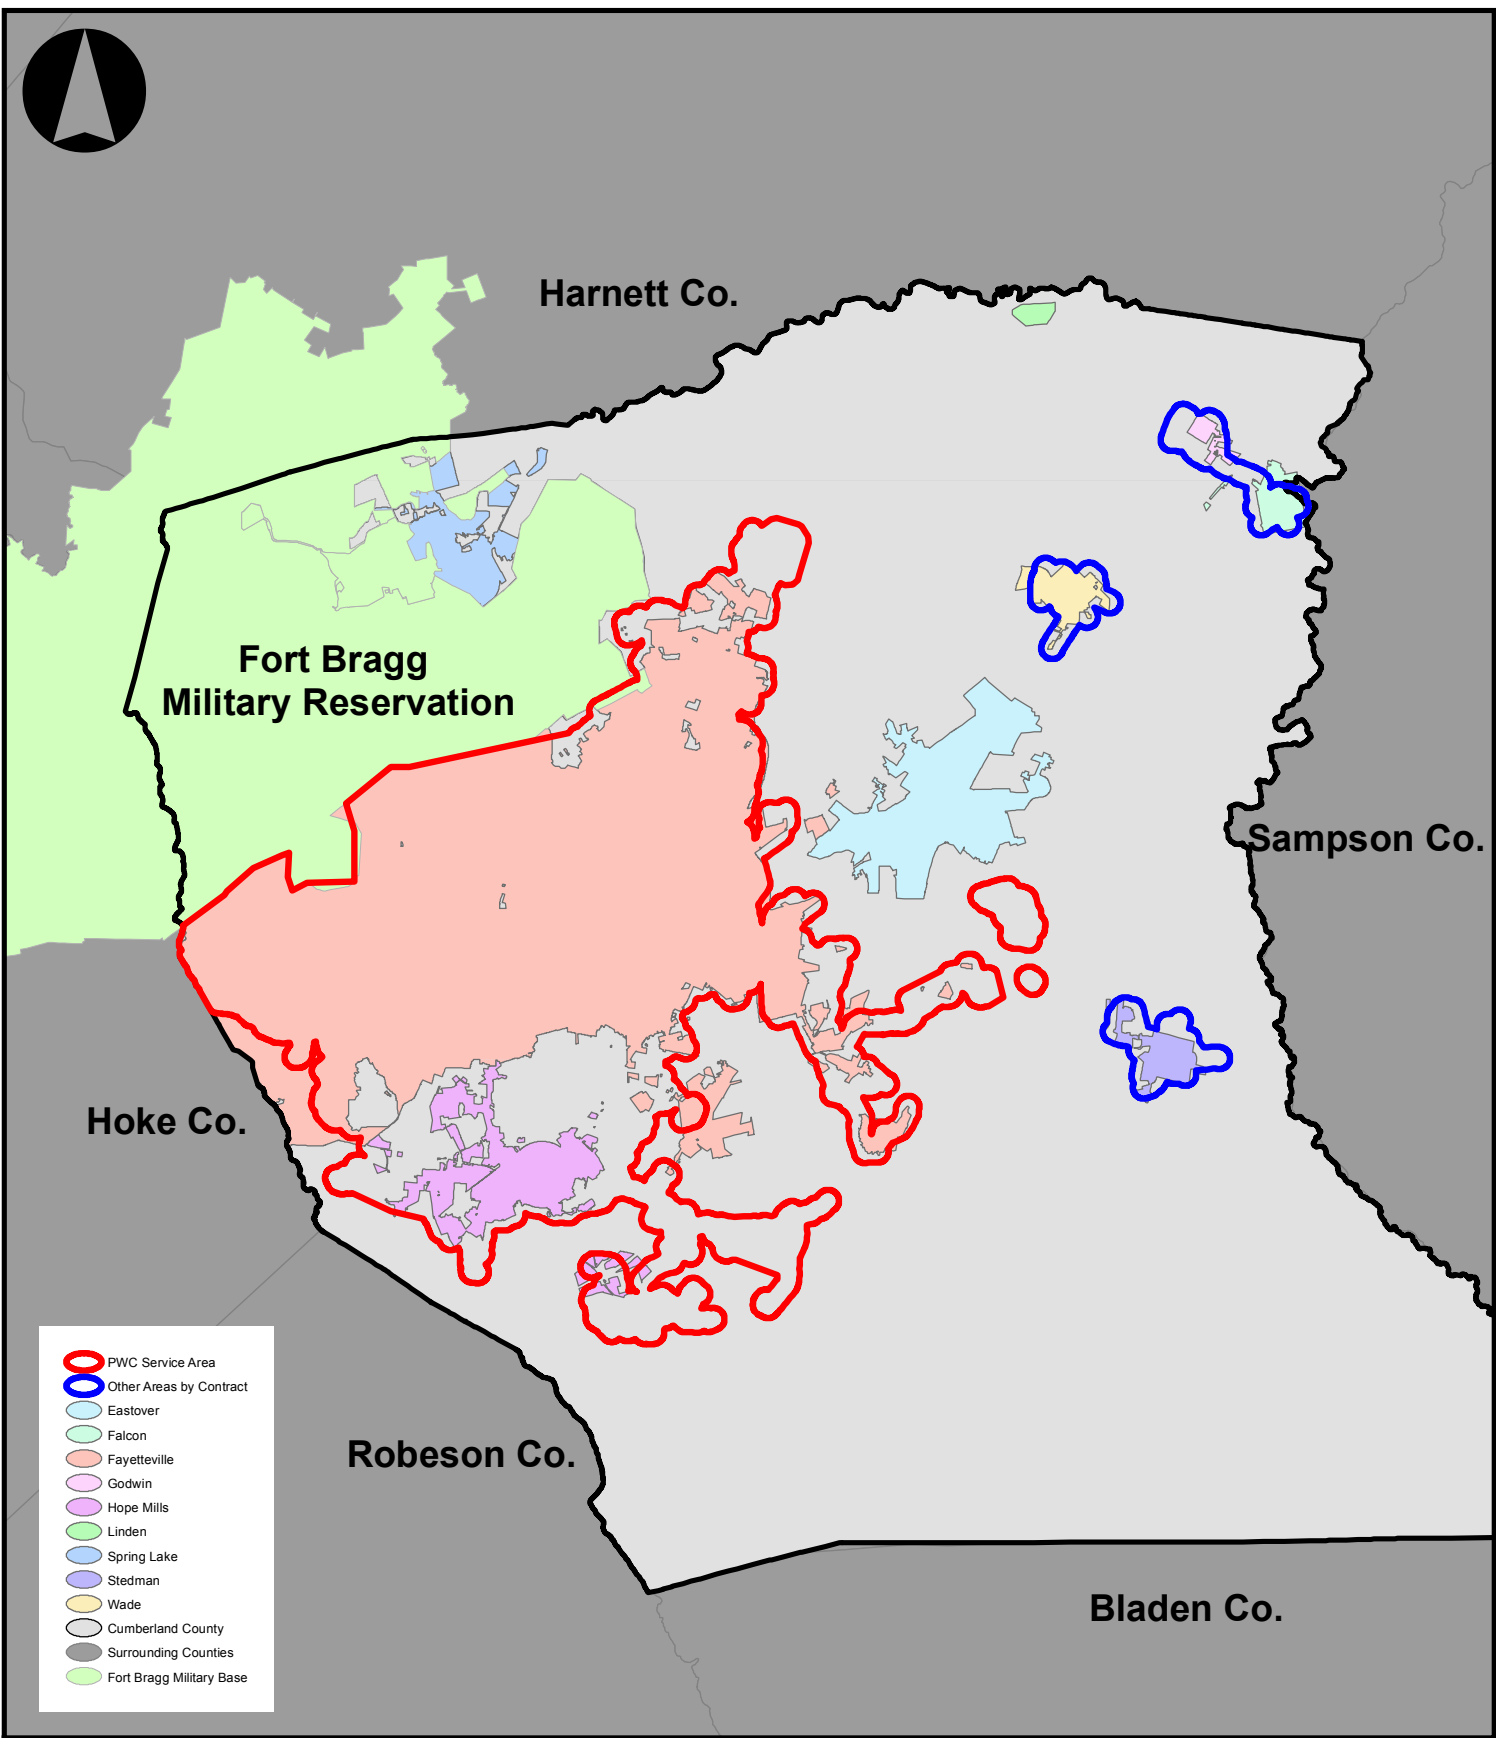 Harnett Co.
Fort Bragg
Military Reservation
Sampson Co.
Hoke Co.
Robeson Co.
Bladen Co.
PWC Service Area
Other Areas by Contract
Eastover
Falcon
Fayetteville
Godwin
Hope Mills
Linden
Spring Lake
Stedman
Wade
Cumberland County
Surrounding Counties
Fort Bragg Military Base